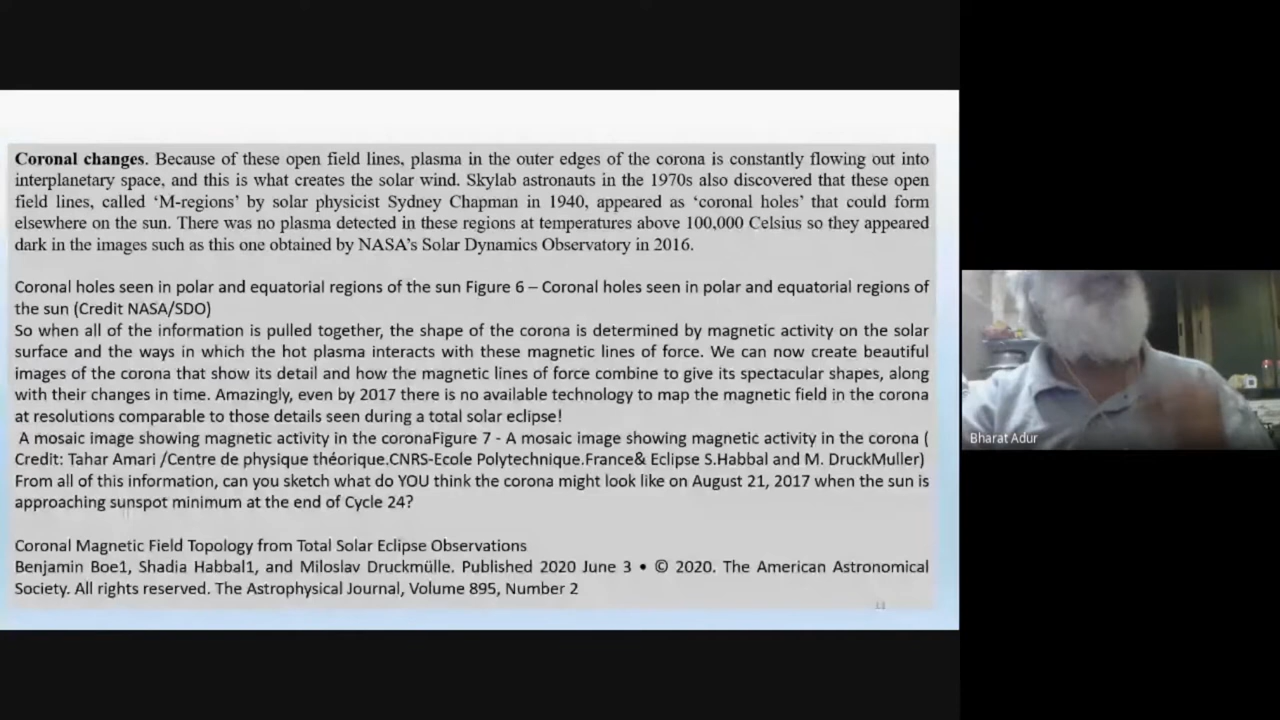 Coronal changes. Because of these open field lines, plasma in the outer edges of the corona is constantly flowing out into
interplanetary space, and this is what creates the solar wind. Skylab astronauts in the 1970s also discovered that these open
field lines, called ‘M-regions’ by solar physicist Sydney Chapman in 1940, appeared as ‘coronal holes’ that could form
elsewhere on the sun. There was no plasma detected in these regions at temperatures above 100,000 Celsius so they appeared
dark in the images such as this one obtained by NASA’s Solar Dynamics Observatory in 2016.
Coronal holes seen in polar and equatorial regions of the sun Figure 6 – Coronal holes seen in polar and equatorial regions of
the sun (Credit NASA/SDO)
So when all of the information is pulled together, the shape of the corona is determined by magnetic activity on the solar
surface and the ways in which the hot plasma interacts with these magnetic lines of force. We can now create beautiful
images of the corona that show its detail and how the magnetic lines of force combine to give its spectacular shapes, along
with their changes in time. Amazingly, even by 2017 there is no available technology to map the magnetic field in the corona
at resolutions comparable to those details seen during a total solar eclipse!
A mosaic image showing magnetic activity in the coronaFigure 7 - A mosaic image showing magnetic activity in the corona (
Credit: Tahar Amari /Centre de physique théorique.CNRS-Ecole Polytechnique.France& Eclipse S.Habbal and M. DruckMuller)
From all of this information, can you sketch what do YOU think the corona might look like on August 21, 2017 when the sun is
approaching sunspot minimum at the end of Cycle 24?
Coronal Magnetic Field Topology from Total Solar Eclipse Observations
Benjamin Boe1, Shadia Habbal1, and Miloslav Druckmülle. Published 2020 June 3 • © 2020. The American Astronomical
Society. All rights reserved. The Astrophysical Journal, Volume 895, Number 2
11
Bharat Adur